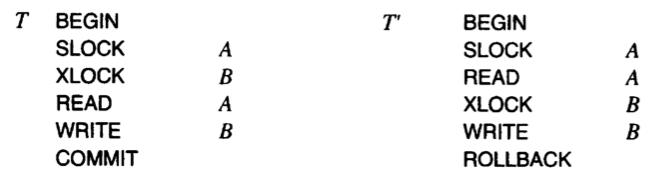 T BEGIN T' BEGIN
SLOCK A SLOCK A
XLOCK B READ A
READ A XLOCK B
WRITE B WRITE B
COMMIT ROLLBACK